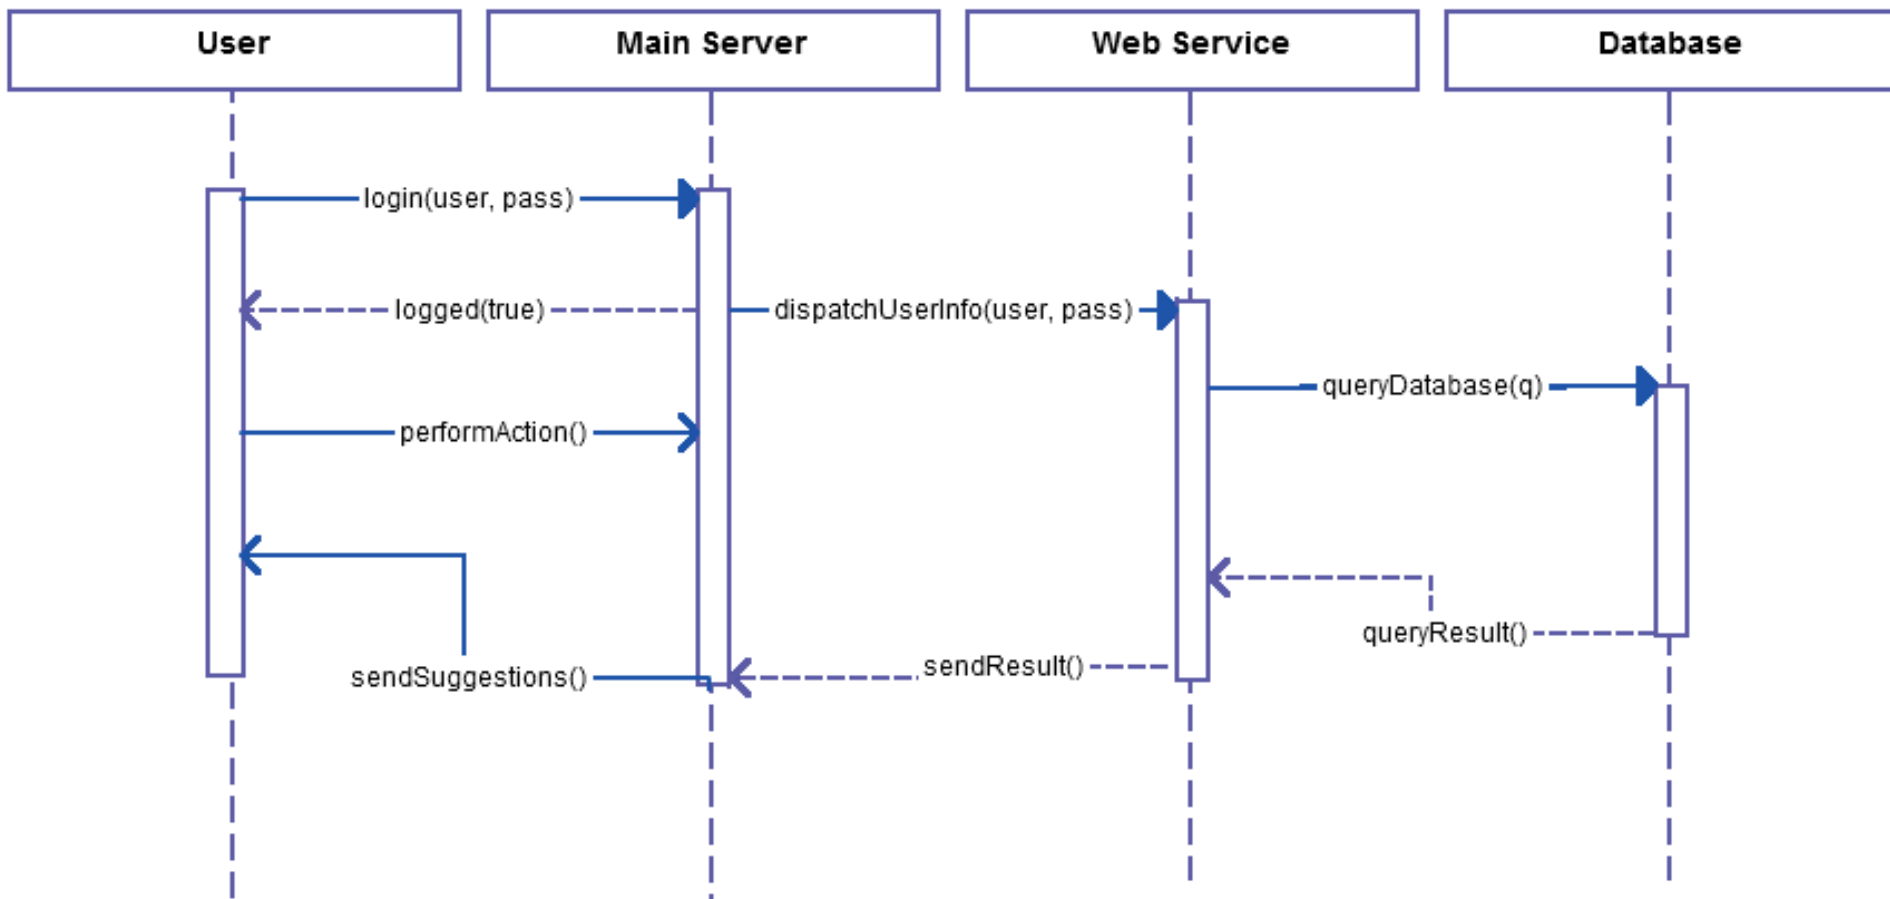 User
Main Server
Web Service
Database
login(user, pass)
logged(true)
dispatchUserInfo(user, pass)
queryDatabase(q)
performAction()
queryResult()
sendResult()
sendSuggestions()